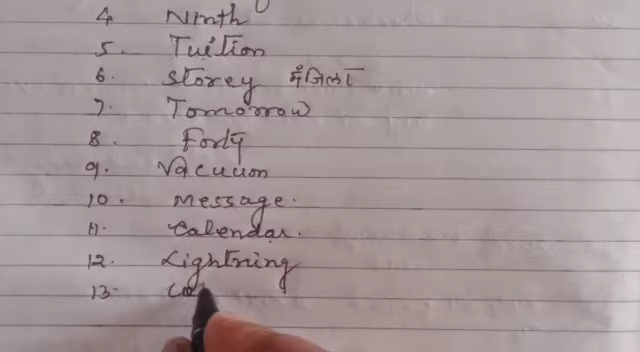 4 Ninth
5. Tuition
6. Storey मंजिला
7. Tomorrow
8. Forty
9. Vacuum
10. Message.
11. Calendar.
12. Lightning
13.